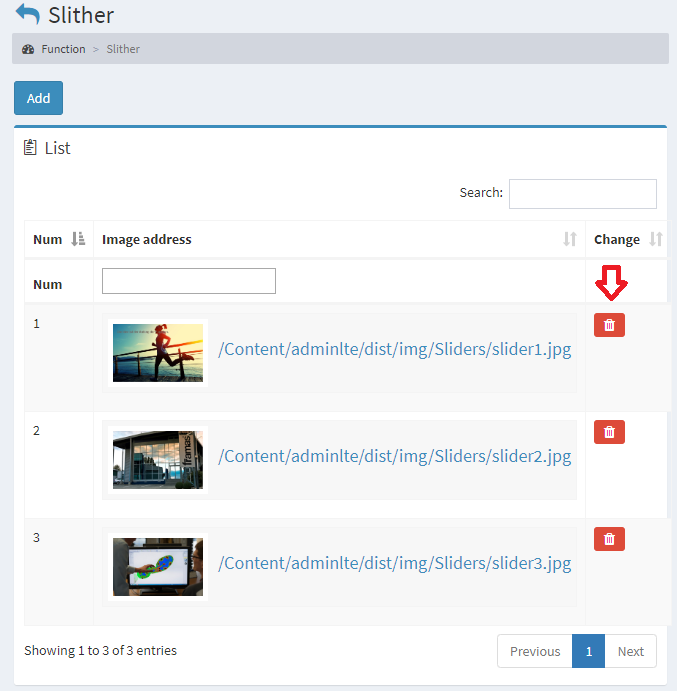 Slither
Function > Slither
Add
List
Search:
Num Image address Change
Num
1 /Content/adminlte/dist/img/Sliders/slider1.jpg
2 /Content/adminlte/dist/img/Sliders/slider2.jpg
framas
3 /Content/adminlte/dist/img/Sliders/slider3.jpg
Showing 1 to 3 of 3 entries Previous 1 Next